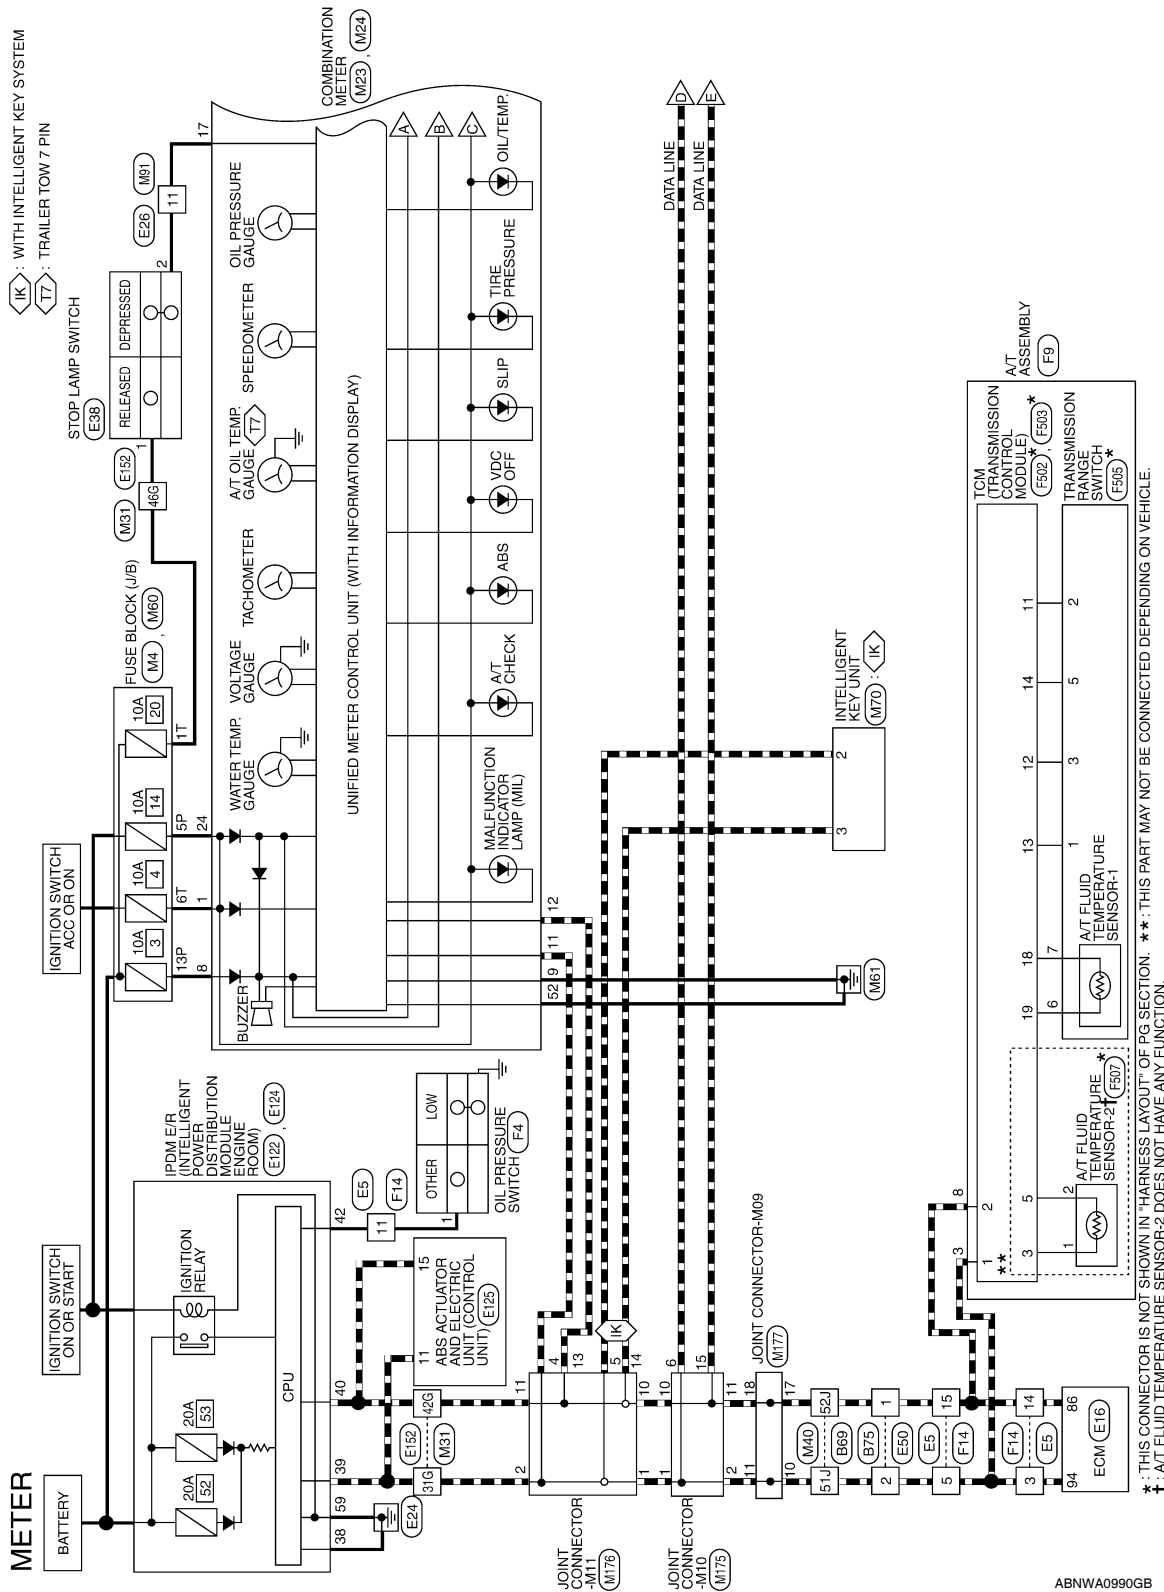 METER
BATTERY
IGNITION SWITCH
ON OR START
IGNITION SWITCH
ACC OR ON
IK : WITH INTELLIGENT KEY SYSTEM
T7 : TRAILER TOW 7 PIN
20A
52
20A
53
IGNITION
RELAY
CPU
IPDM E/R
(INTELLIGENT
POWER
DISTRIBUTION
MODULE
ENGINE
ROOM)
E122 , E124
38
59
39
40
42
E24
11
E5
F14
1
OTHER
LOW
OIL PRESSURE
SWITCH F4
11
15
ABS ACTUATOR
AND ELECTRIC
UNIT (CONTROL
UNIT) E125
10A
3
10A
4
10A
14
10A
20
13P
6T
5P
1T
FUSE BLOCK (J/B)
M4 , M60
M31
E152
46G
1
STOP LAMP SWITCH
E38
RELEASED
DEPRESSED
2
E26
M91
11
8
1
24
17
COMBINATION
METER
M23 , M24
BUZZER
WATER TEMP.
GAUGE
VOLTAGE
GAUGE
TACHOMETER
A/T OIL TEMP.
GAUGE T7
SPEEDOMETER
OIL PRESSURE
GAUGE
UNIFIED METER CONTROL UNIT (WITH INFORMATION DISPLAY)
A
B
C
MALFUNCTION
INDICATOR
LAMP (MIL)
A/T
CHECK
ABS
VDC
OFF
SLIP
TIRE
PRESSURE
OIL/TEMP.
52
9
11
12
M61
31G
42G
E152
M31
2
11
4
13
5
14
IK
JOINT
CONNECTOR
-M11
M176
1
10
1
10
6
15
JOINT
CONNECTOR
-M10
M175
2
11
11
18
JOINT CONNECTOR-M09
M177
10
17
DATA LINE
D
DATA LINE
E
3
2
INTELLIGENT
KEY UNIT
M70 : IK
51J
52J
M40
B69
2
1
B75
E50
5
15
E5
F14
3
14
F14
E5
94
86
ECM E16
3
8
1
2
**
3
5
1
2
A/T FLUID
TEMPERATURE
SENSOR-2† F507 *
19
18
13
12
14
11
6
7
1
3
5
2
A/T FLUID
TEMPERATURE
SENSOR-1
TCM
(TRANSMISSION
CONTROL
MODULE)
F502 * , F503 *
TRANSMISSION
RANGE
SWITCH
F505 *
A/T
ASSEMBLY
F9
* : THIS CONNECTOR IS NOT SHOWN IN "HARNESS LAYOUT" OF PG SECTION. ** : THIS PART MAY NOT BE CONNECTED DEPENDING ON VEHICLE.
† : A/T FLUID TEMPERATURE SENSOR-2 DOES NOT HAVE ANY FUNCTION.
ABNWA0990GB